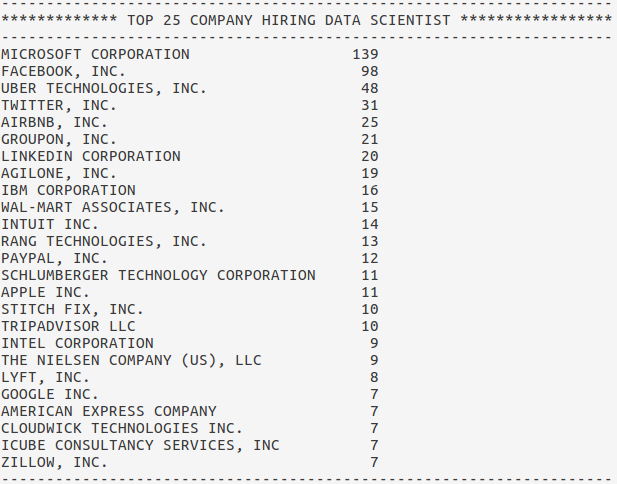 --------------------------------------------------------------------
************* TOP 25 COMPANY HIRING DATA SCIENTIST *****************
--------------------------------------------------------------------
MICROSOFT CORPORATION                  139
FACEBOOK, INC.                          98
UBER TECHNOLOGIES, INC.                 48
TWITTER, INC.                           31
AIRBNB, INC.                            25
GROUPON, INC.                           21
LINKEDIN CORPORATION                    20
AGILONE, INC.                           19
IBM CORPORATION                         16
WAL-MART ASSOCIATES, INC.               15
INTUIT INC.                             14
RANG TECHNOLOGIES, INC.                 13
PAYPAL, INC.                            12
SCHLUMBERGER TECHNOLOGY CORPORATION     11
APPLE INC.                              11
STITCH FIX, INC.                        10
TRIPADVISOR LLC                         10
INTEL CORPORATION                        9
THE NIELSEN COMPANY (US), LLC            9
LYFT, INC.                               8
GOOGLE INC.                              7
AMERICAN EXPRESS COMPANY                 7
CLOUDWICK TECHNOLOGIES INC.              7
ICUBE CONSULTANCY SERVICES, INC          7
ZILLOW, INC.                             7
--------------------------------------------------------------------